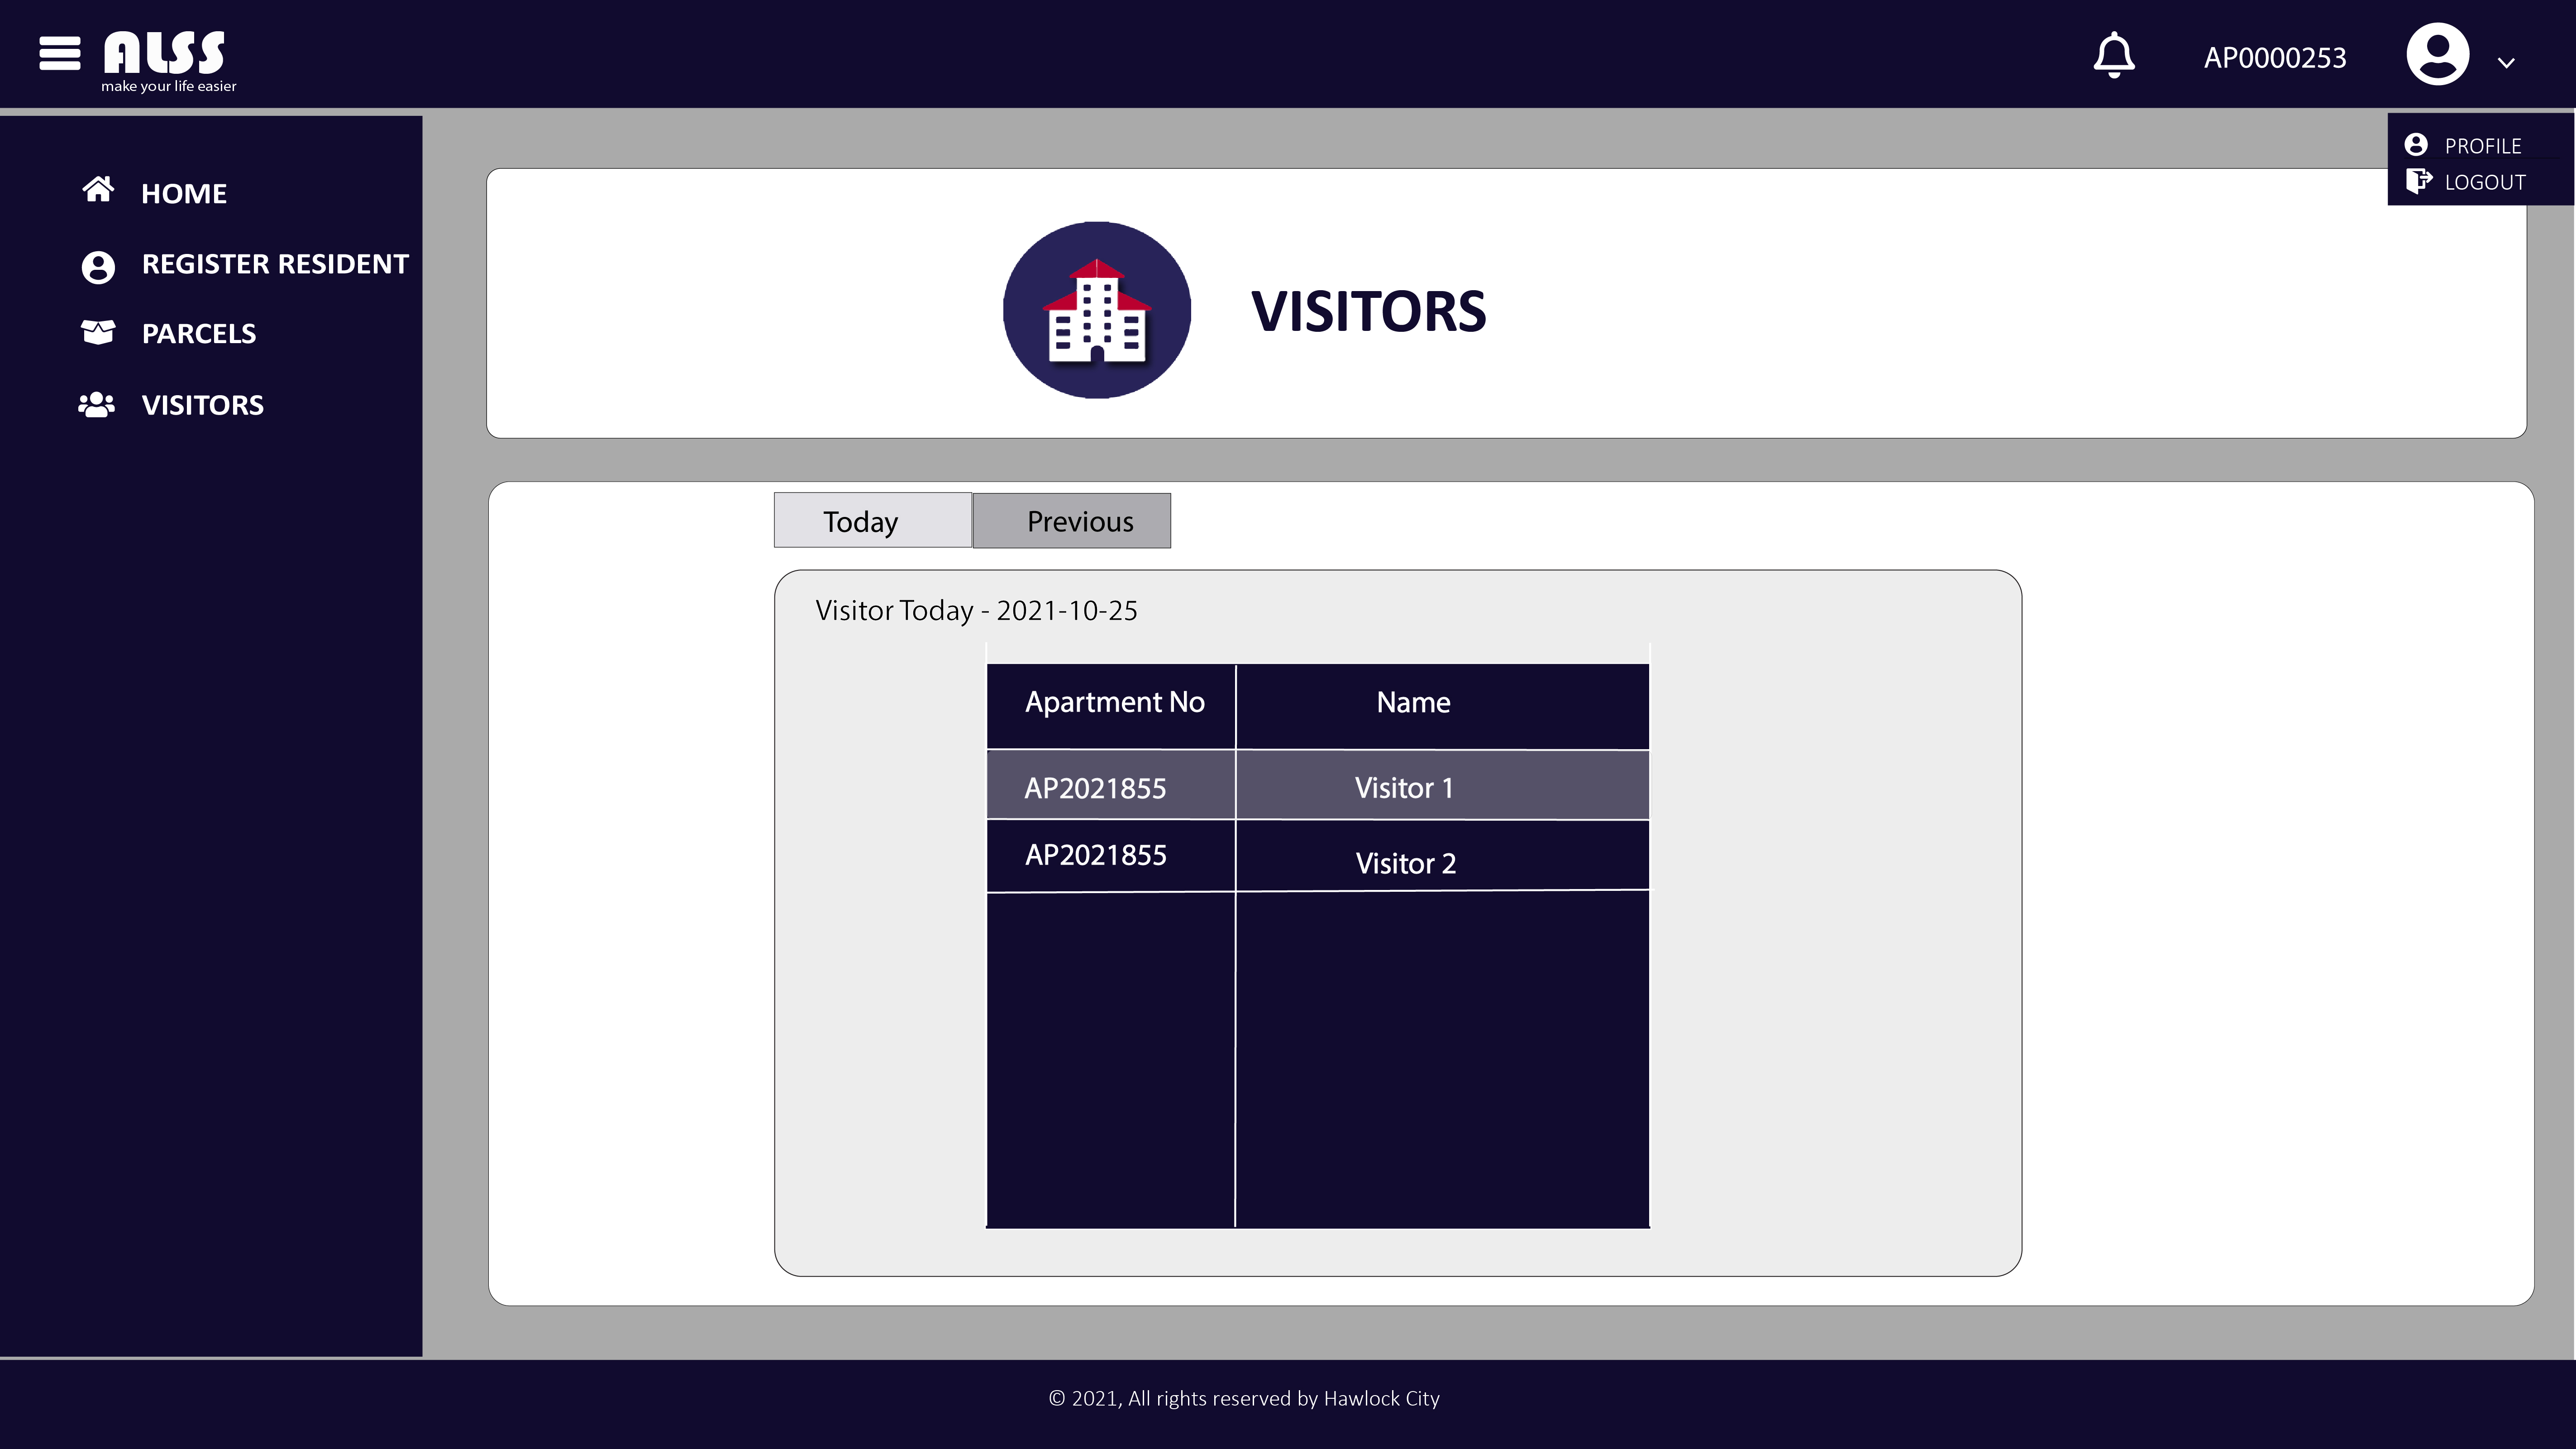 ALSS
make your life easier
AP0000253
PROFILE
LOGOUT
HOME
REGISTER RESIDENT
PARCELS
VISITORS
VISITORS
Today Previous
Visitor Today - 2021-10-25
Apartment No Name
AP2021855 Visitor 1
AP2021855 Visitor 2
© 2021, All rights reserved by Hawlock City